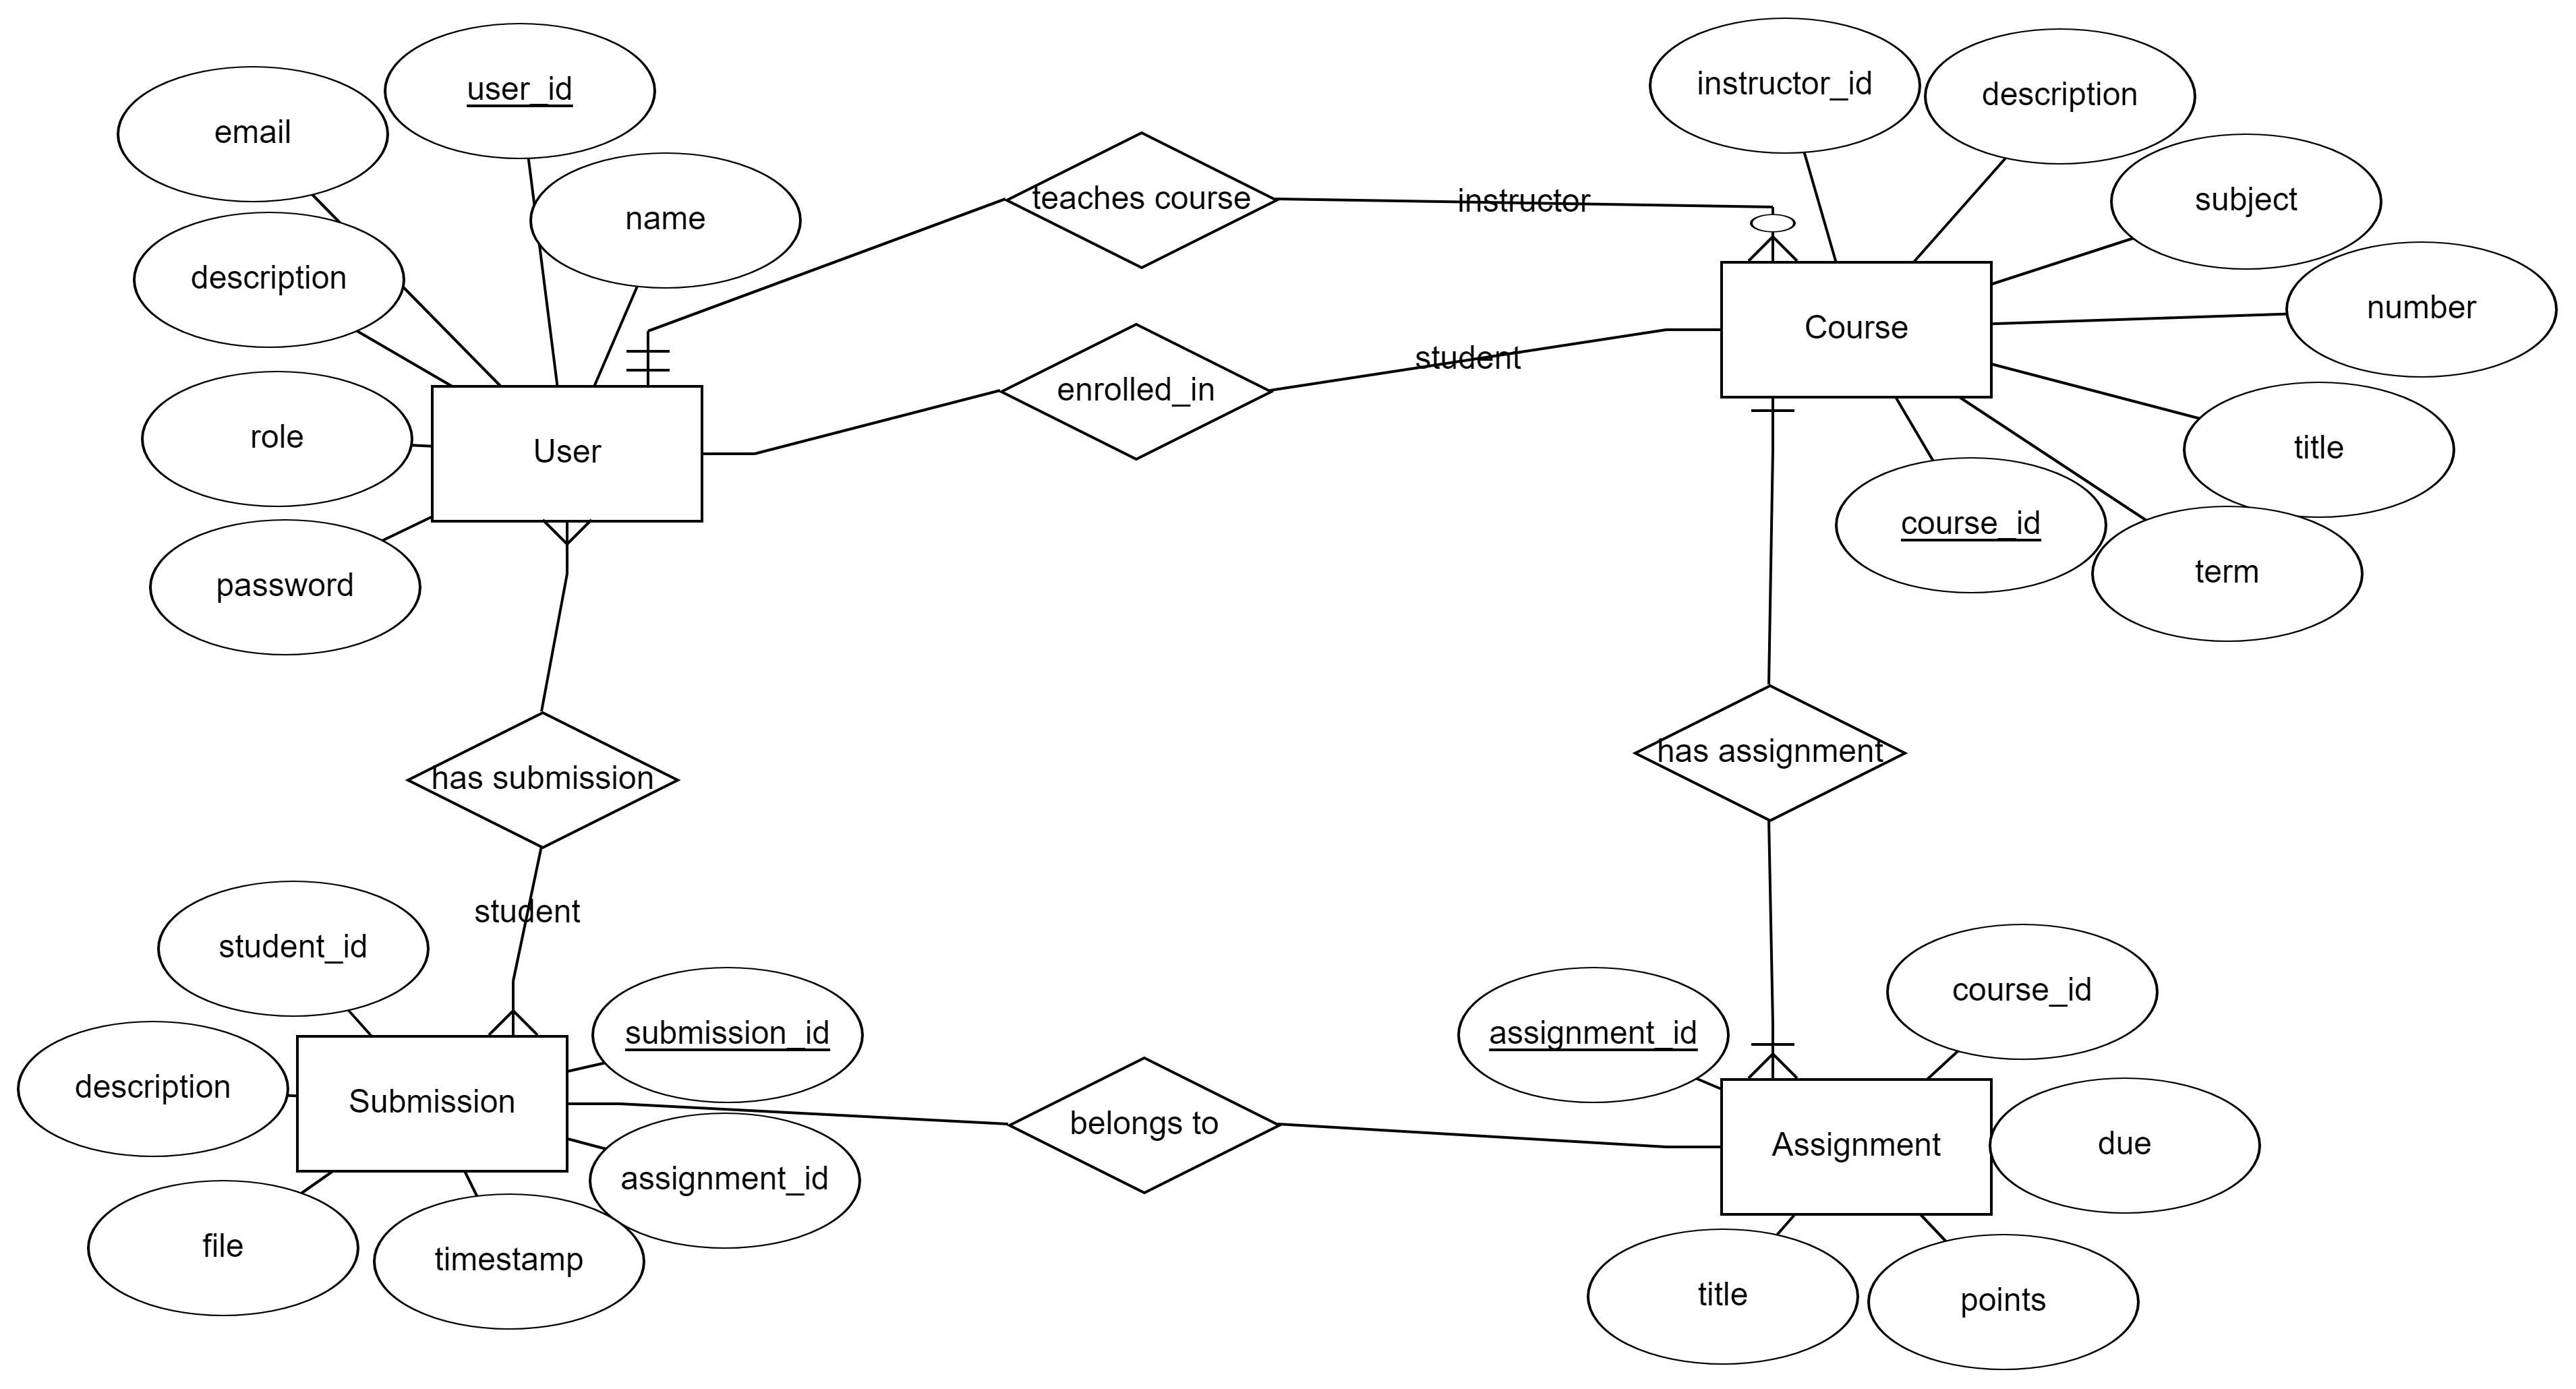 user_id
email
name
description
role
password
User
teaches course
instructor
enrolled_in
student
instructor_id
description
subject
number
title
term
course_id
Course
has submission
student
has assignment
student_id
submission_id
description
Submission
assignment_id
file
timestamp
belongs to
assignment_id
course_id
Assignment
due
title
points